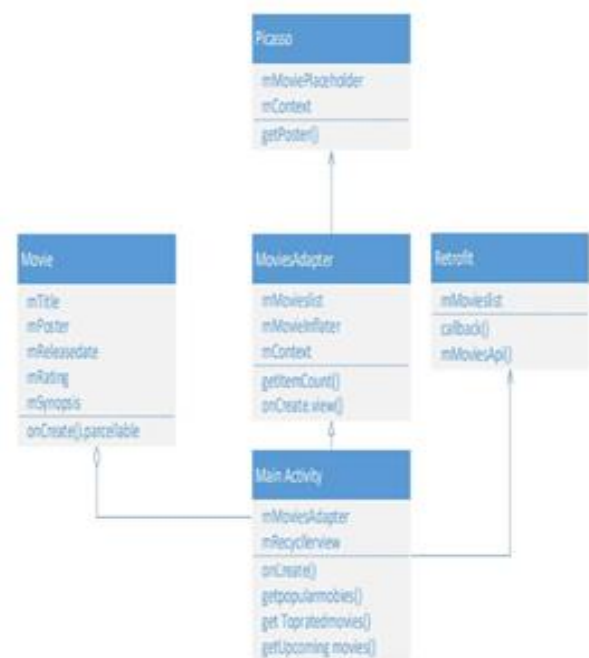 Picasso
mMoviePlaceholder
mContext
getPoster()
Movie
mTitle
mPoster
mReleasedate
mRating
mSynopsis
onCreate().parcellable
MoviesAdapter
mMovieslist
mMovieInflater
mContext
getItemCount()
onCreate.view()
Retrofit
mMovieslist
callback()
mMoviesApi()
Main Activity
mMoviesAdapter
mRecyclerview
onCreate()
getpopularmobies()
get Topratedmovies()
getUpcoming movies()